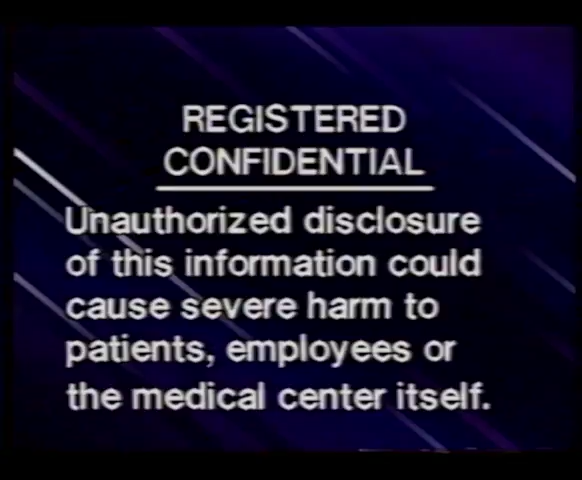 REGISTERED
CONFIDENTIAL
Unauthorized disclosure
of this information could
cause severe harm to
patients, employees or
the medical center itself.